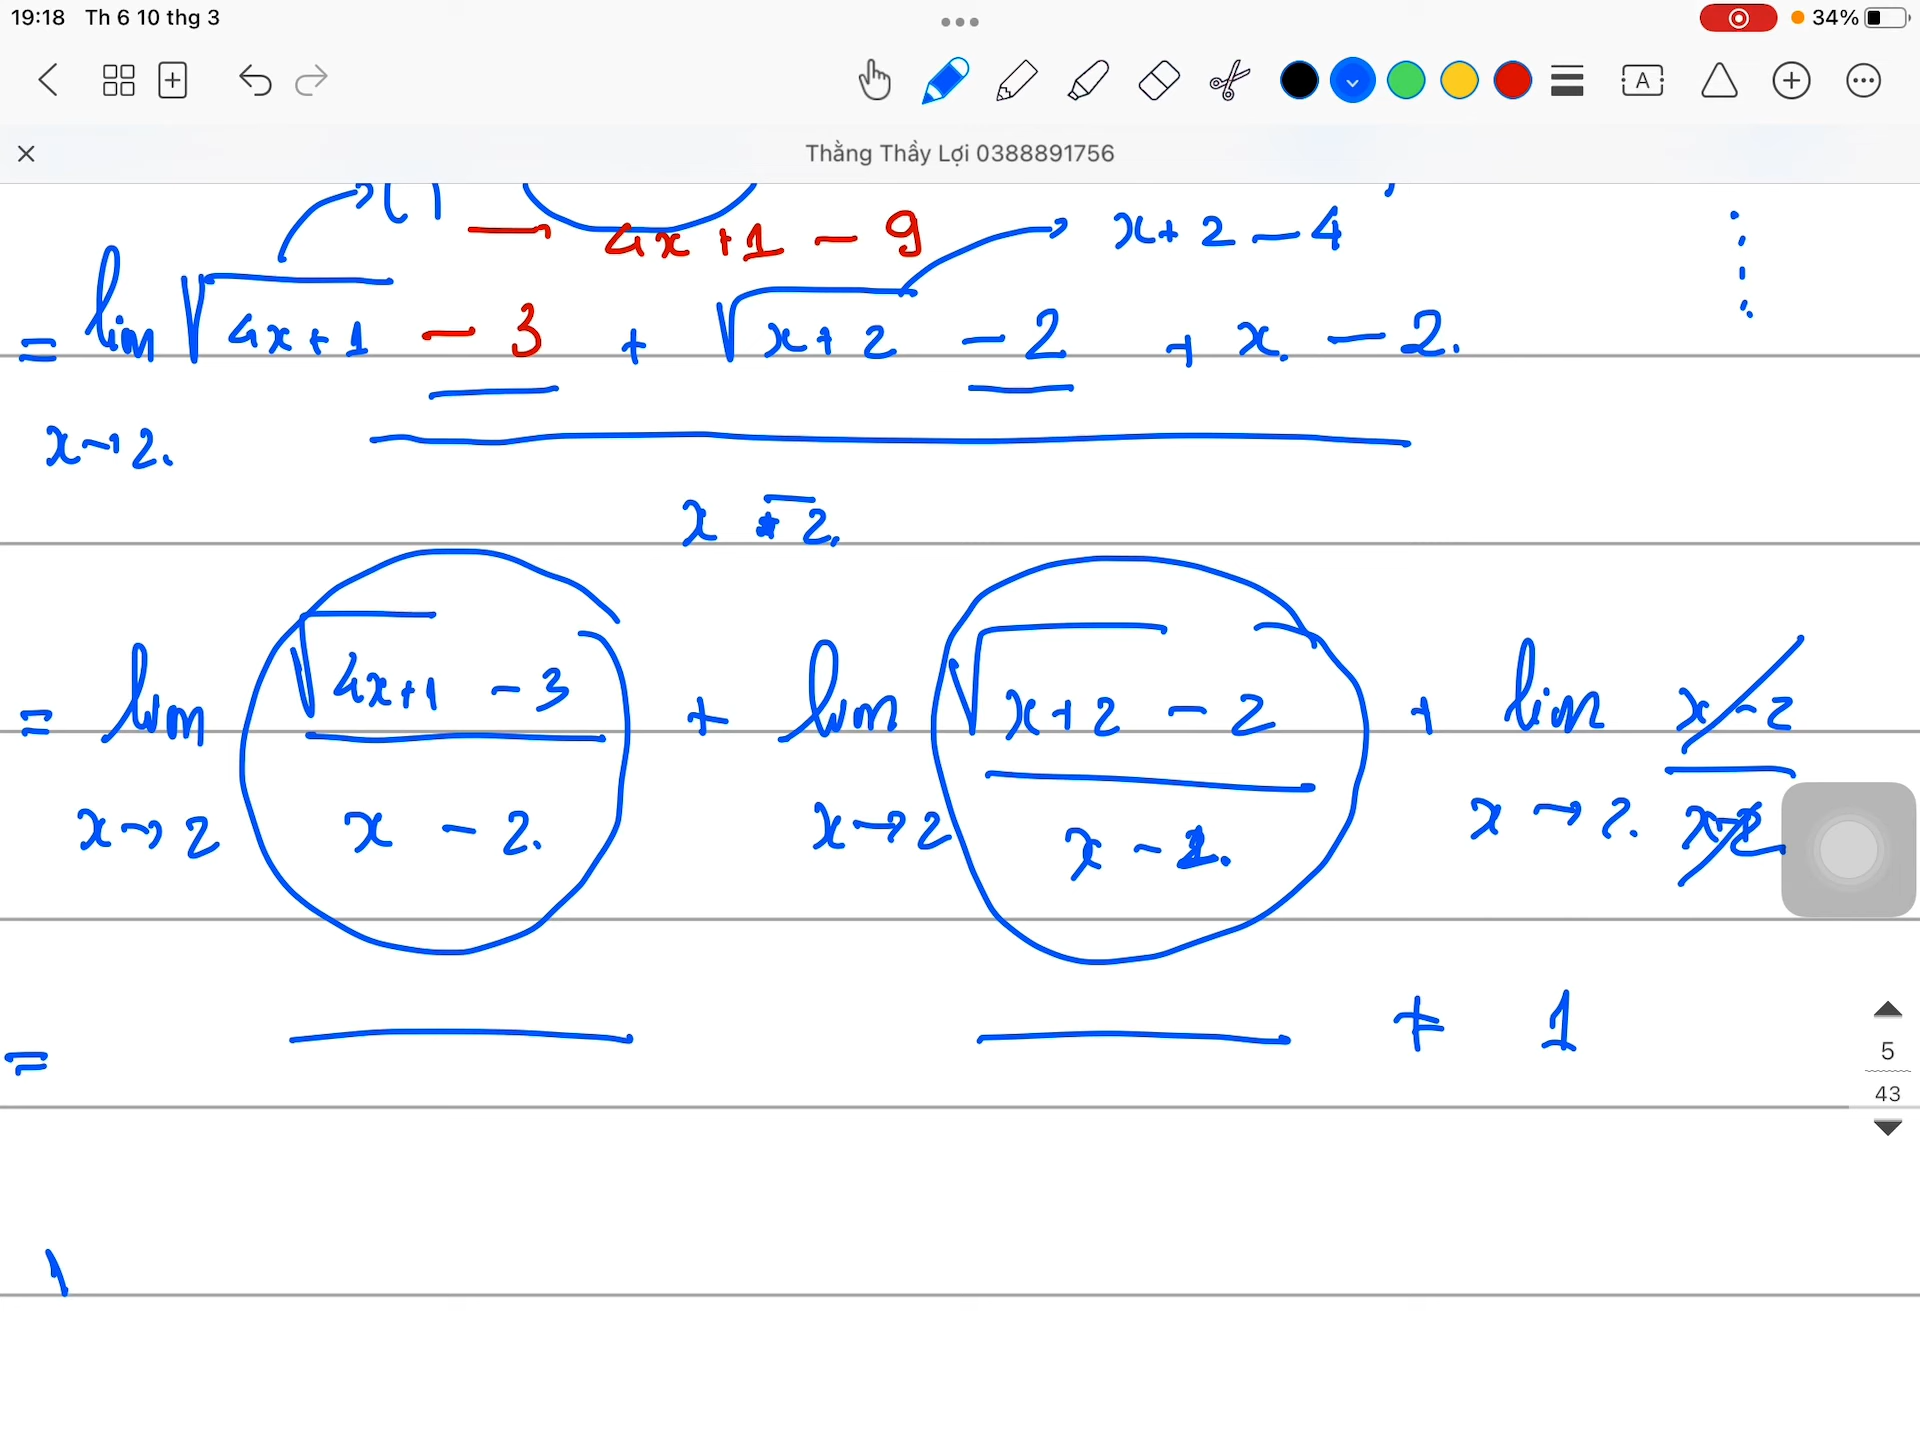 19:18 Th 6 10 thg 3
34%
A
Thằng Thầy Lợi 0388891756
— 4x + 1 - 9
x + 2 - 4
= lim √4x+1 - 3 + √x+2 - 2 + x - 2.
x→2.
x - 2.
= lim √4x+1 - 3 + lim √x+2 - 2 + lim x - 2
x→2 x - 2. x→2 x - 2. x→2. x-2
= + 1
5
43